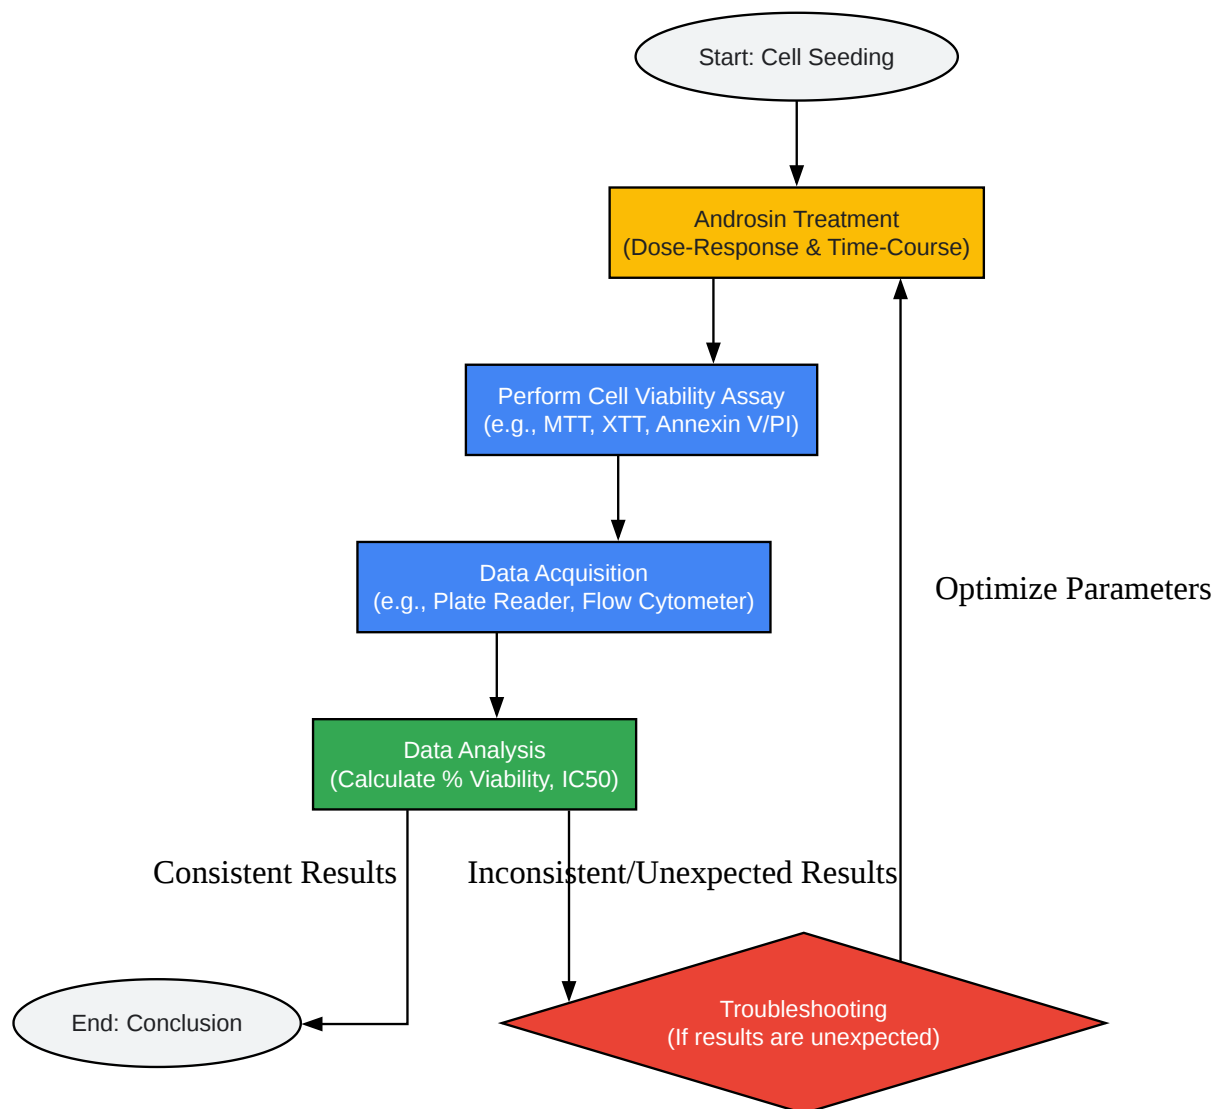 Start: Cell Seeding
Androsin Treatment
(Dose-Response & Time-Course)
Perform Cell Viability Assay
(e.g., MTT, XTT, Annexin V/PI)
Data Acquisition
(e.g., Plate Reader, Flow Cytometer)
Optimize Parameters
Data Analysis
(Calculate % Viability, IC50)
Consistent Results
Inconsistent/Unexpected Results
End: Conclusion
Troubleshooting
(If results are unexpected)